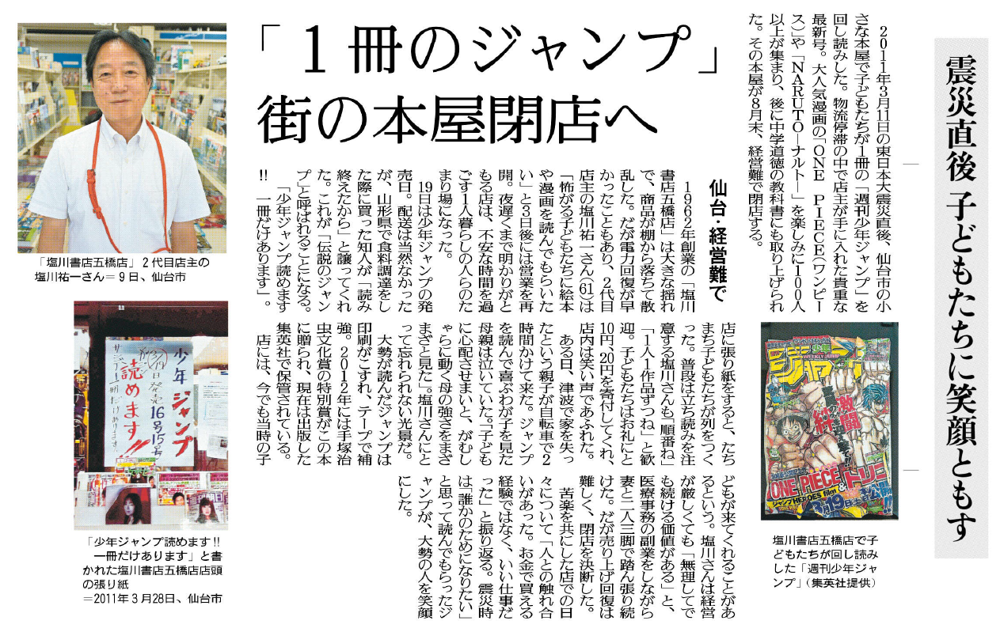 震災直後 子どもたちに笑顔ともす
「1冊のジャンプ」
街の本屋閉店へ
2011年3月11日の東日本大震災直後、仙台市の小
さな本屋で子どもたちが1冊の「週刊少年ジャンプ」を
回し読みした。物流停滞の中で店主が手に入れた貴重な
最新号。大人気漫画の「ONE PIECE(ワンピー
ス)」や「NARUTO―ナルト―」を楽しみに100人
以上が集まり、後に中学道徳の教科書にも取り上げられ
た。その本屋が8月末、経営難で閉店する。
仙台・経営難で
1962年創業の「塩川
書店五橋店」は大きな揺れ
で、商品が棚から落ちて散
乱した。だが電力回復が早
かったこともあり、2代目
店主の塩川祐一さん(61)は
「怖がる子どもたちに絵本
や漫画を読んでもらいた
い」と3日後には営業を再
開。夜遅くまで明かりがと
もる店は、不安な時間を過
ごす1人暮らしの人らのた
まり場になった。
19日は少年ジャンプの発
売日。配送は当然なかった
が、山形県で食料調達をし
た際に買った知人が「読み
終えたから」と譲ってくれ
た。これが「伝説のジャン
プ」と呼ばれることになる。
「少年ジャンプ読めます
!! 一冊だけあります」。
店に張り紙をすると、たち
まち子どもたちが列をつく
った。普段は立ち読みを注
意する塩川さんも「順番ね」
「1人1作品ずつね」と歓
迎。子どもたちはお礼にと
10円、20円を寄付してくれ、
店内は笑い声であふれた。
ある日、津波で家を失っ
たという親子が自転車で2
時間かけて来た。ジャンプ
を読んで喜ぶわが子を見た
母親は泣いていた。「子ども
に心配させまいと、がむし
ゃらに動く母の強さをまざ
まざと見た」。塩川さんにと
って忘れられない光景だ。
大勢が読んだジャンプは
印刷がこすれ、テープで補
強。2012年には手塚治
虫文化賞の特別賞がこの本
に贈られ、現在は出版した
集英社で保管されている。
店には、今でも当時の子
どもが来てくれることがあ
るという。塩川さんは経営
が厳しくても「無理してで
も続ける価値がある」と、
医療事務の副業をしながら
妻と二人三脚で踏ん張り続
けた。だが売り上げ回復は
難しく、閉店を決断した。
苦楽を共にした店での日
々について「人との触れ合
いがあった。お金で買える
経験ではなく、いい仕事だ
った」と振り返る。震災時
は「誰かのためになりたい」
と思って読んでもらったジ
ャンプが、大勢の人を笑顔
にした。
「塩川書店五橋店」2代目店主の
塩川祐一さん＝9日、仙台市
少年ジャンプ
3/19日発売 16号15号
読めます!!
一冊だけあります
「少年ジャンプ読めます!!
一冊だけあります」と書
かれた塩川書店五橋店店頭
の張り紙
＝2011年3月28日、仙台市
少年
WEEKLY JUMP
ジャンプ
激闘
絆
ONE PIECE
&トリコ
ジャンプHEROES film
3月19日
塩川書店五橋店で子
どもたちが回し読み
した「週刊少年ジャ
ンプ」(集英社提供)